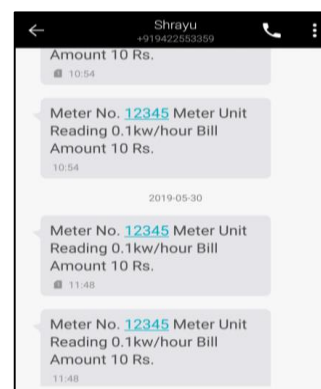 Shrayu
+919422553359
Amount 10 Rs.
10:54
Meter No. 12345 Meter Unit
Reading 0.1kw/hour Bill
Amount 10 Rs.
10:54
2019-05-30
Meter No. 12345 Meter Unit
Reading 0.1kw/hour Bill
Amount 10 Rs.
11:48
Meter No. 12345 Meter Unit
Reading 0.1kw/hour Bill
Amount 10 Rs.
11:48